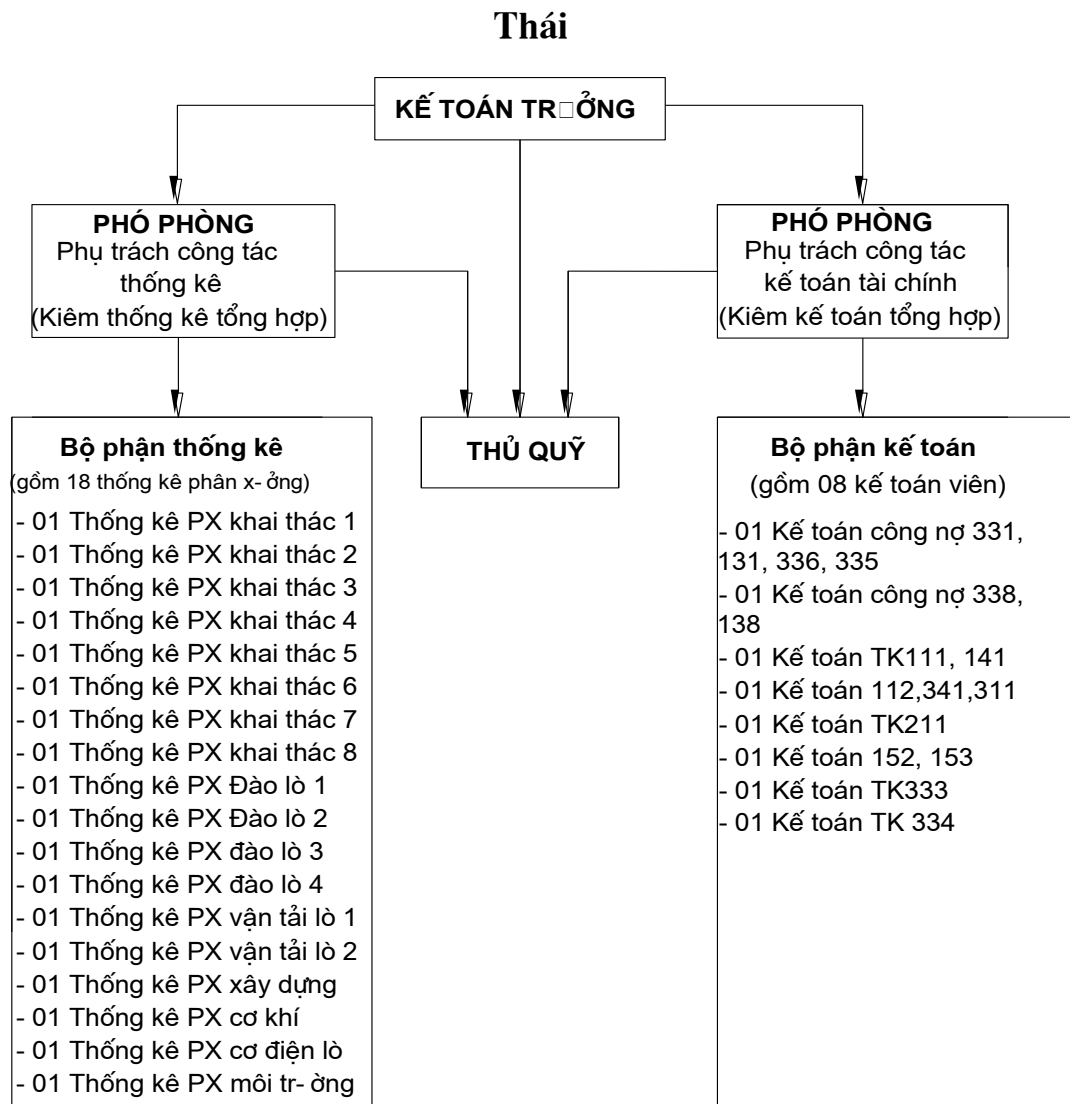 Thái
KẾ TOÁN TR□ỞNG
PHÓ PHÒNG
Phụ trách công tác
thống kê
(Kiêm thống kê tổng hợp)
PHÓ PHÒNG
Phụ trách công tác
kế toán tài chính
(Kiêm kế toán tổng hợp)
Bộ phận thống kê
(gồm 18 thống kê phân x- ởng)
- 01 Thống kê PX khai thác 1
- 01 Thống kê PX khai thác 2
- 01 Thống kê PX khai thác 3
- 01 Thống kê PX khai thác 4
- 01 Thống kê PX khai thác 5
- 01 Thống kê PX khai thác 6
- 01 Thống kê PX khai thác 7
- 01 Thống kê PX khai thác 8
- 01 Thống kê PX Đào lò 1
- 01 Thống kê PX Đào lò 2
- 01 Thống kê PX đào lò 3
- 01 Thống kê PX đào lò 4
- 01 Thống kê PX vận tải lò 1
- 01 Thống kê PX vận tải lò 2
- 01 Thống kê PX xây dựng
- 01 Thống kê PX cơ khí
- 01 Thống kê PX cơ điện lò
- 01 Thống kê PX môi tr- ờng
THỦ QUỸ
Bộ phận kế toán
(gồm 08 kế toán viên)
- 01 Kế toán công nợ 331,
131, 336, 335
- 01 Kế toán công nợ 338,
138
- 01 Kế toán TK111, 141
- 01 Kế toán 112,341,311
- 01 Kế toán TK211
- 01 Kế toán 152, 153
- 01 Kế toán TK333
- 01 Kế toán TK 334